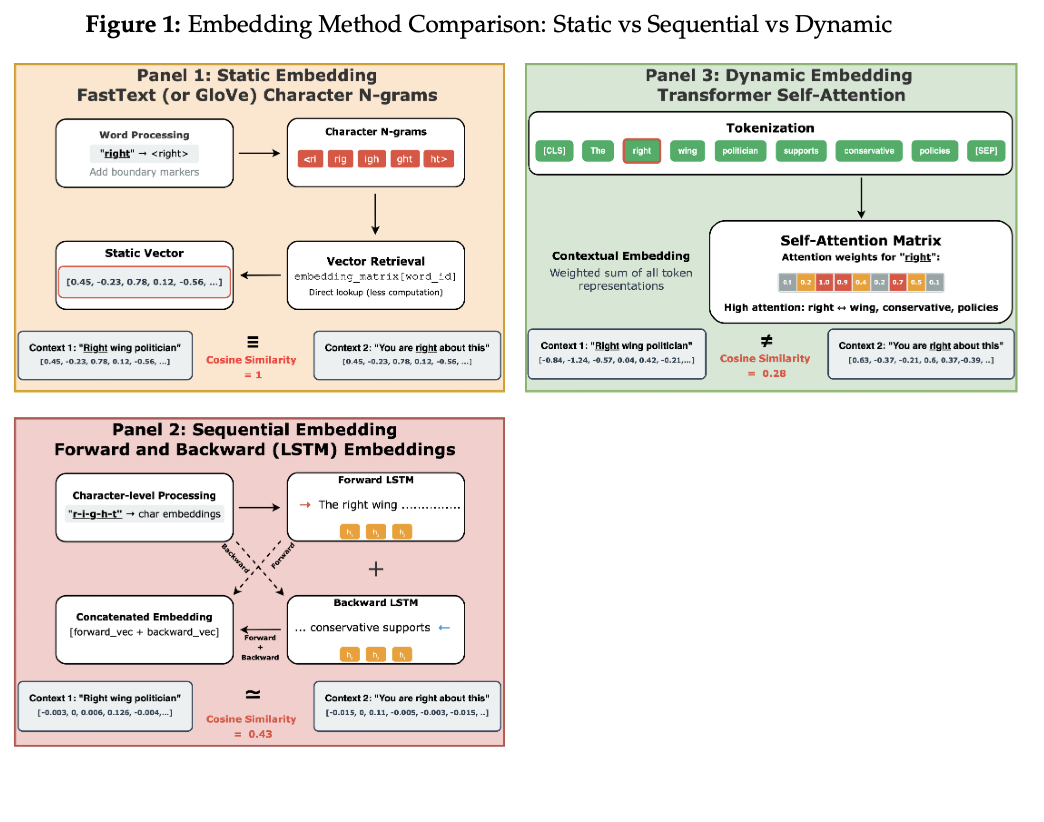 Figure 1: Embedding Method Comparison: Static vs Sequential vs Dynamic
Panel 1: Static Embedding
FastText (or GloVe) Character N-grams
Word Processing
"right" → <right>
Add boundary markers
Character N-grams
<ri rig igh ght ht>
Static Vector
[0.45, -0.23, 0.78, 0.12, -0.56, ...]
Vector Retrieval
embedding_matrix[word_id]
Direct lookup (less computation)
Context 1: "Right wing politician"
[0.45, -0.23, 0.78, 0.12, -0.56, ...]
≡
Cosine Similarity
= 1
Context 2: "You are right about this"
[0.45, -0.23, 0.78, 0.12, -0.56, ...]
Panel 3: Dynamic Embedding
Transformer Self-Attention
Tokenization
[CLS] The right wing politician supports conservative policies [SEP]
Contextual Embedding
Weighted sum of all token
representations
Self-Attention Matrix
Attention weights for "right":
0.1 0.2 1.0 0.9 0.4 0.2 0.7 0.5 0.1
High attention: right ↔ wing, conservative, policies
Context 1: "Right wing politician"
[-0.84, -1.24, -0.57, 0.04, 0.42, -0.21,...]
≠
Cosine Similarity
= 0.28
Context 2: "You are right about this"
[0.63, -0.37, -0.21, 0.6, 0.37,-0.39, ..]
Panel 2: Sequential Embedding
Forward and Backward (LSTM) Embeddings
Character-level Processing
"r-i-g-h-t" → char embeddings
Forward LSTM
→ The right wing ...............
Backward
Forward
+
Concatenated Embedding
[forward_vec + backward_vec]
Forward
+
Backward
Backward LSTM
... conservative supports ←
Context 1: "Right wing politician"
[-0.003, 0, 0.006, 0.126, -0.004,...]
≃
Cosine Similarity
= 0.43
Context 2: "You are right about this"
[-0.015, 0, 0.11, -0.005, -0.003, -0.015, ..]